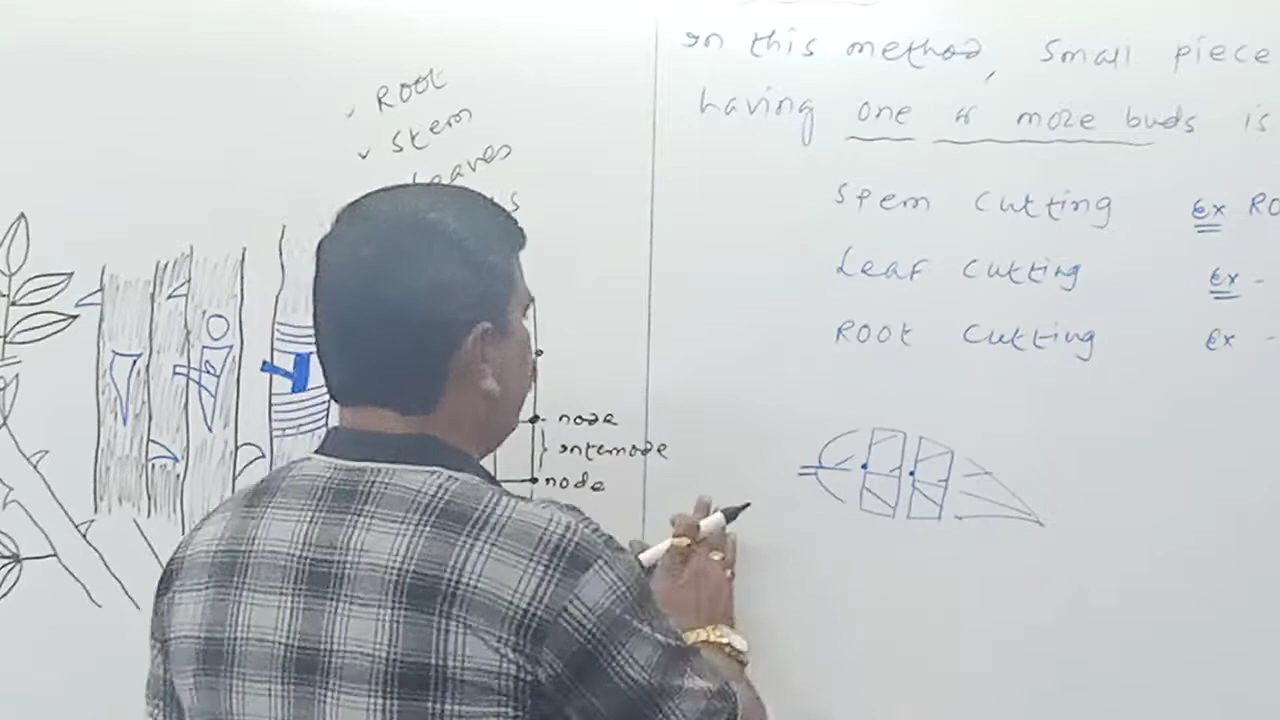 Root
Stem
Leaves
node
internode
node
In this method, small piece
having one or more buds is
Spem cutting Ex RO
Leaf cutting Ex -
Root cutting Ex -